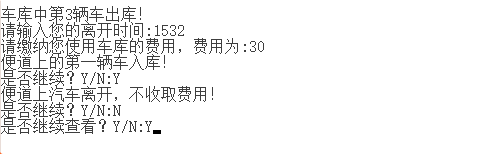 车库中第3辆车出库!
请输入您的离开时间:1532
请缴纳您使用车库的费用，费用为:30
便道上的第一辆车入库!
是否继续？Y/N:Y
便道上汽车离开，不收取费用!
是否继续？Y/N:N
是否继续查看？Y/N:Y